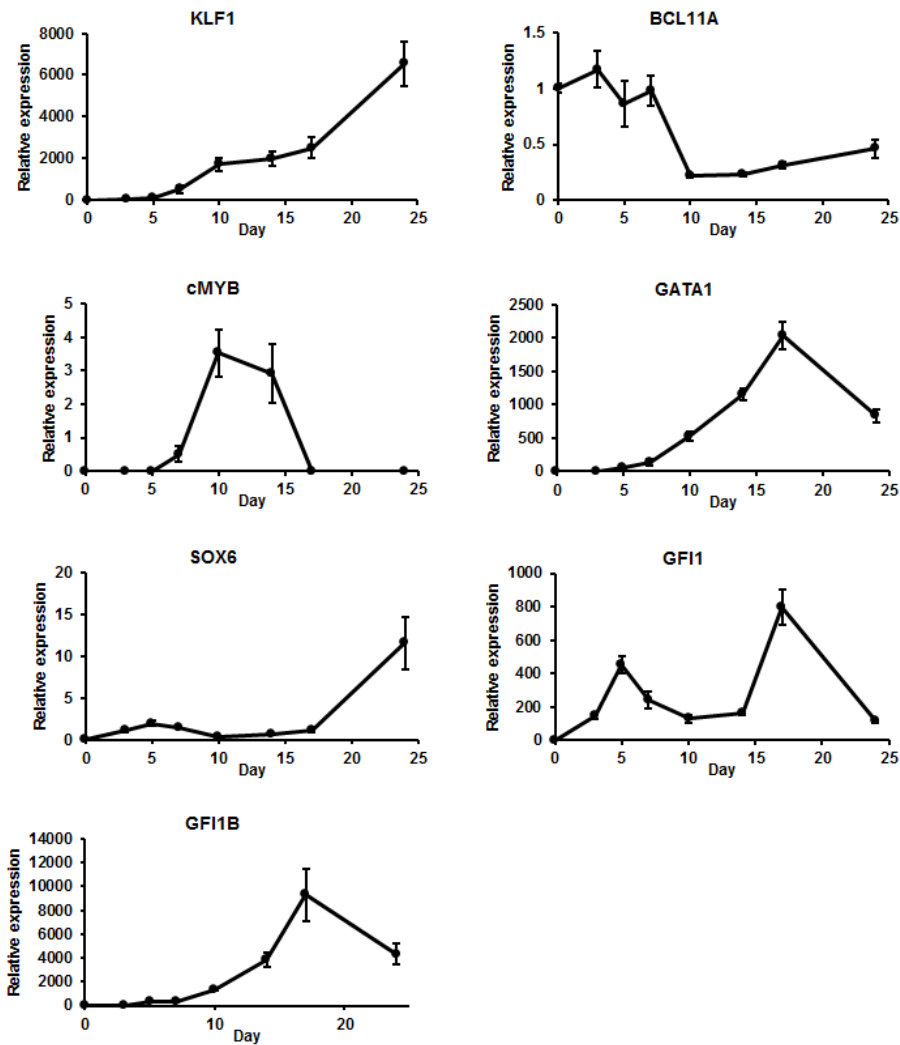 KLF1
Relative expression
8000
6000
4000
2000
0
0 5 10 15 20 25
Day
BCL11A
Relative expression
1.5
1
0.5
0
0 5 10 15 20 25
Day
cMYB
Relative expression
5
4
3
2
1
0
0 5 10 15 20 25
Day
GATA1
Relative expression
2500
2000
1500
1000
500
0
0 5 10 15 20 25
Day
SOX6
Relative expression
20
15
10
5
0
0 5 10 15 20 25
Day
GFI1
Relative expression
1000
800
600
400
200
0
0 5 10 15 20 25
Day
GFI1B
Relative expression
14000
12000
10000
8000
6000
4000
2000
0
0 10 20
Day